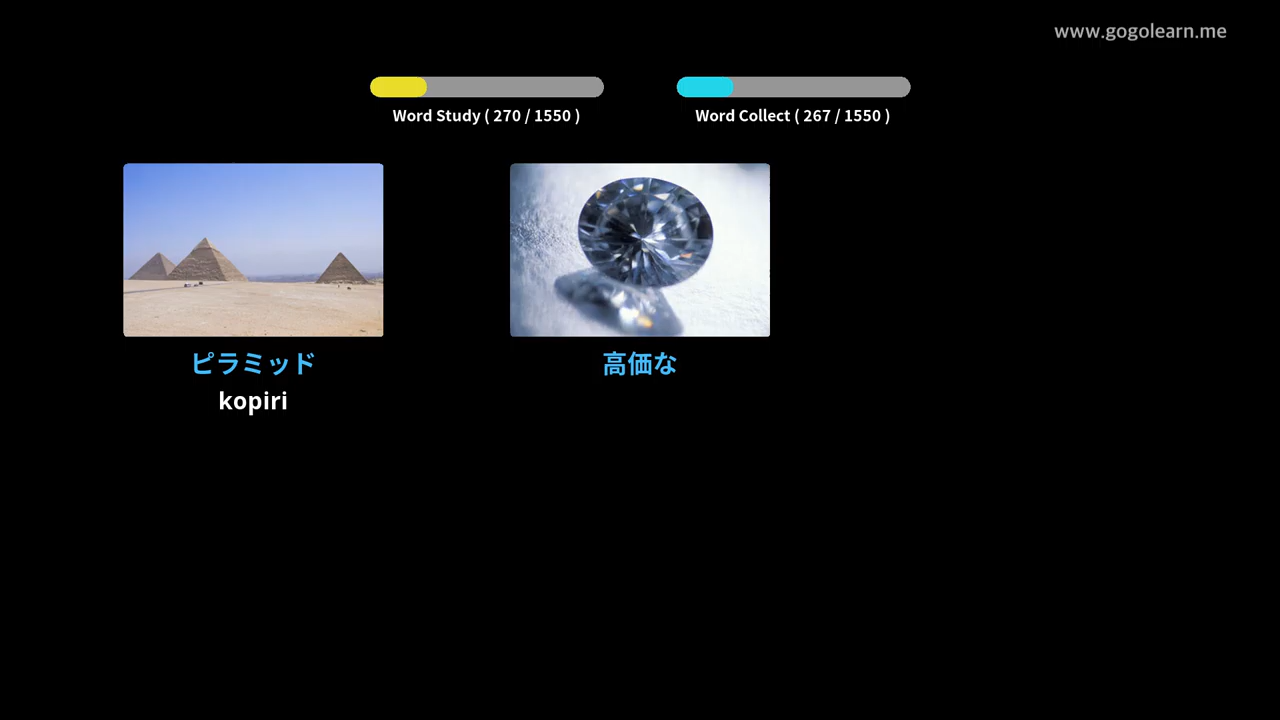 www.gogolearn.me
Word Study ( 270 / 1550 )
Word Collect ( 267 / 1550 )
ピラミッド
kopiri
高価な